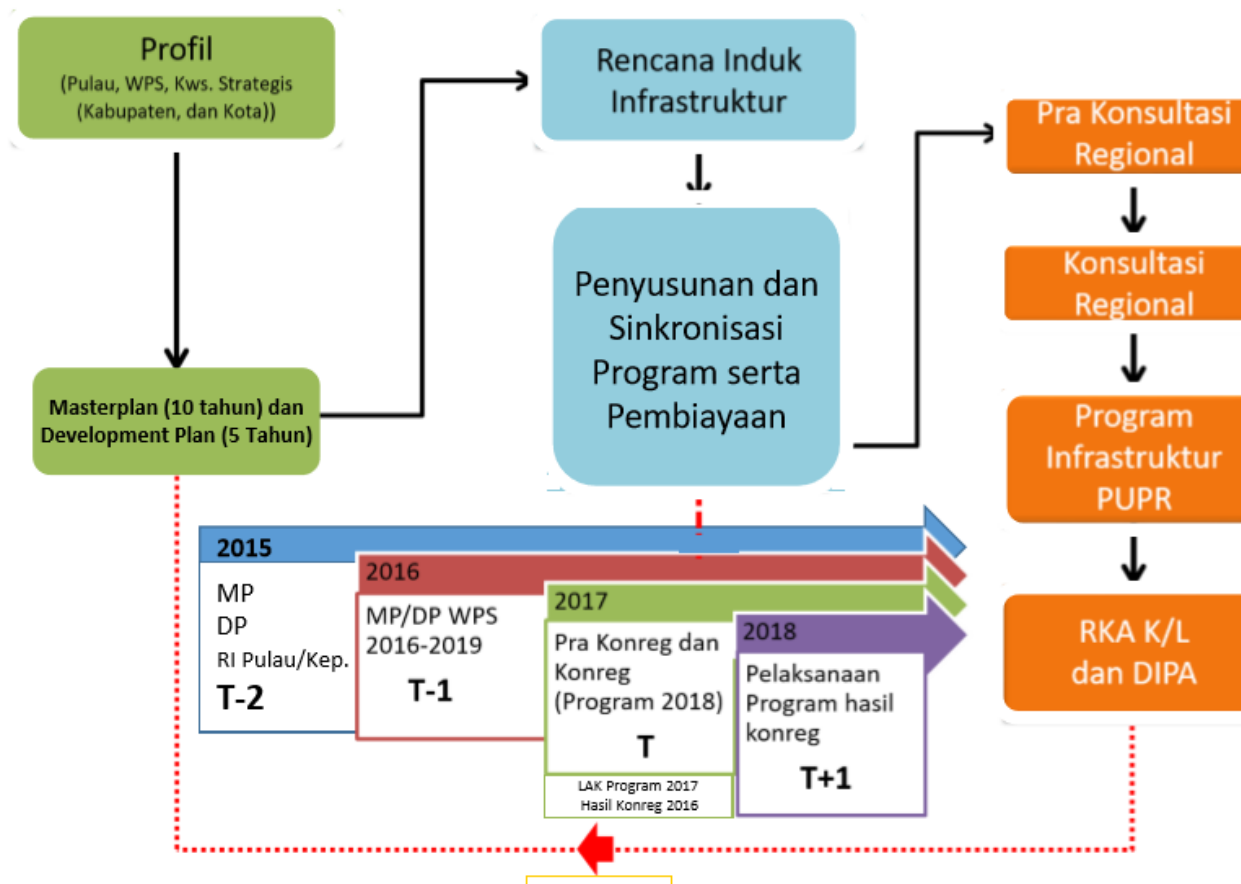 Profil
(Pulau, WPS, Kws. Strategis
(Kabupaten, dan Kota))
Masterplan (10 tahun) dan
Development Plan (5 Tahun)
Rencana Induk
Infrastruktur
Penyusunan dan
Sinkronisasi
Program serta
Pembiayaan
Pra Konsultasi
Regional
Konsultasi
Regional
Program
Infrastruktur
PUPR
RKA K/L
dan DIPA
2015
MP
DP
RI Pulau/Kep.
T-2
2016
MP/DP WPS
2016-2019
T-1
2017
Pra Konreg dan
Konreg
(Program 2018)
T
LAK Program 2017
Hasil Konreg 2016
2018
Pelaksanaan
Program hasil
konreg
T+1